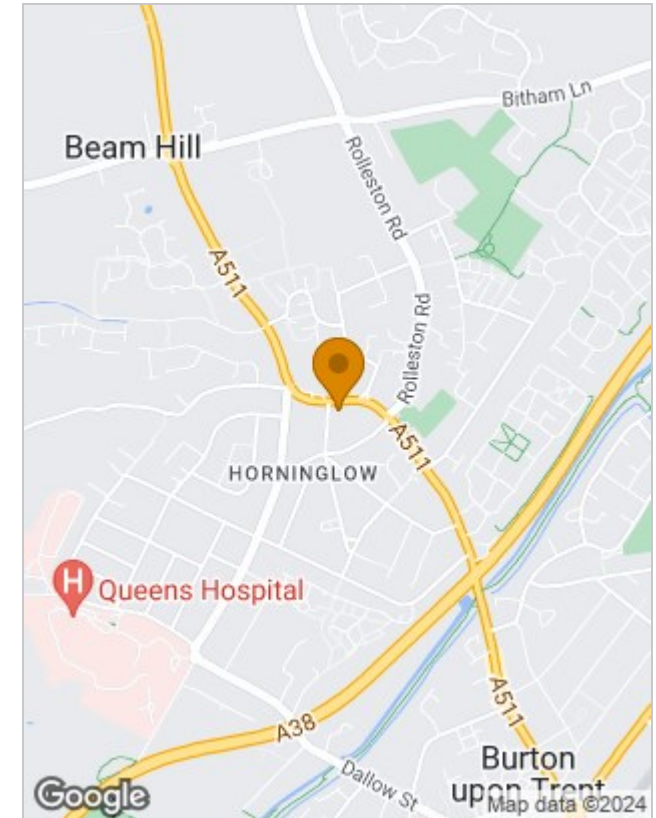 Bitham Ln
Beam Hill
Rolleston Rd
A511
Rolleston Rd
A511
HORNINGLOW
H
Queens Hospital
A511
A38
Burton
upon Trent
Dallow St
Google
Map data ©2024